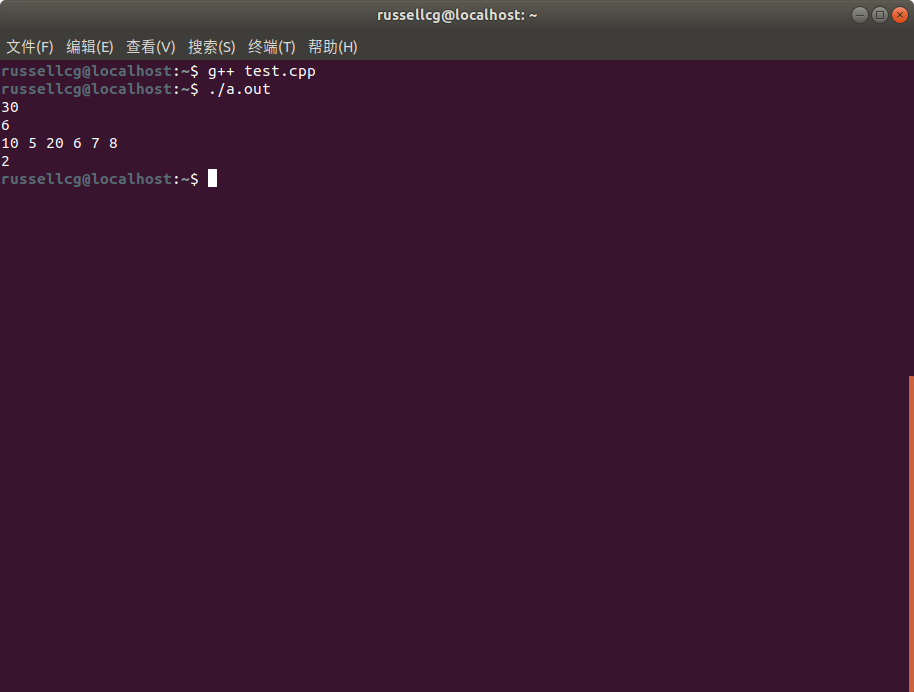 russellcg@localhost: ~
文件(F) 编辑(E) 查看(V) 搜索(S) 终端(T) 帮助(H)
russellcg@localhost:~$ g++ test.cpp
russellcg@localhost:~$ ./a.out
30
6
10 5 20 6 7 8
2
russellcg@localhost:~$